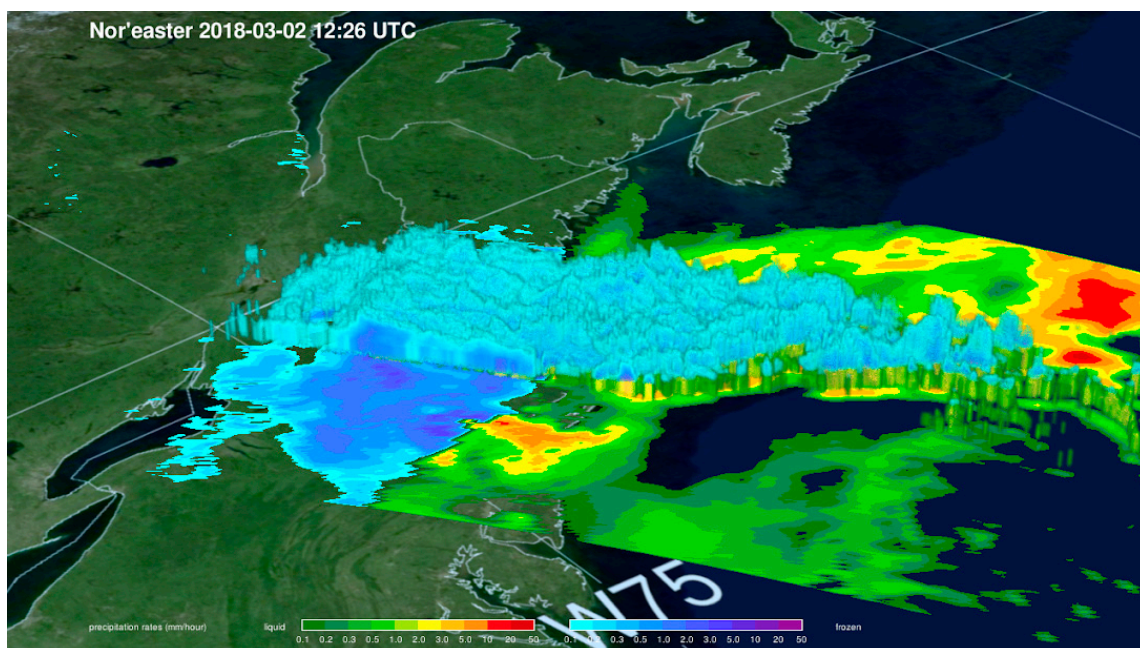 Nor'easter 2018-03-02 12:26 UTC
W75
precipitation rates (mm/hour) liquid frozen
0.1 0.2 0.3 0.5 1.0 2.0 3.0 5.0 10 20 50 0.1 0.2 0.3 0.5 1.0 2.0 3.0 5.0 10 20 50